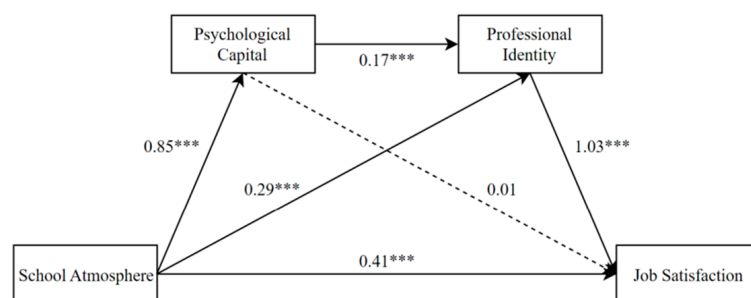 Psychological
Capital
Professional
Identity
0.17***
0.85***
1.03***
0.29***
0.01
School Atmosphere
0.41***
Job Satisfaction